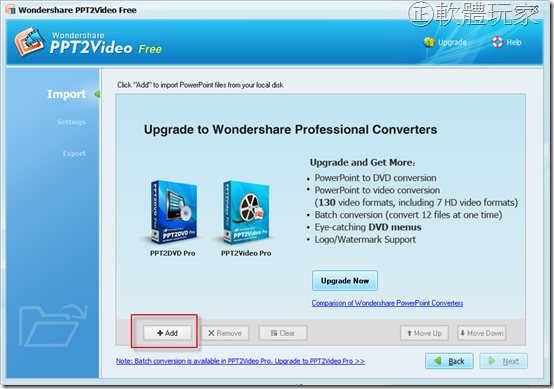 Wondershare PPT2Video Free
正軟體玩家
Wondershare
PPT2Video Free
Upgrade
Help
Click "Add" to import PowerPoint files from your local disk
Import
Settings
Export
Upgrade to Wondershare Professional Converters
Upgrade and Get More:
• PowerPoint to DVD conversion
• PowerPoint to video conversion
(130 video formats, including 7 HD video formats)
• Batch conversion (convert 12 files at one time)
• Eye-catching DVD menus
• Logo/Watermark Support
PPT2DVD Pro
PPT2Video Pro
PPT2DVD Pro
PPT2Video Pro
Upgrade Now
Comparison of Wondershare PowerPoint Converters
Add
Remove
Clear
Move Up
Move Down
Note: Batch conversion is available in PPT2Video Pro. Upgrade to PPT2Video Pro >>
Back
Next